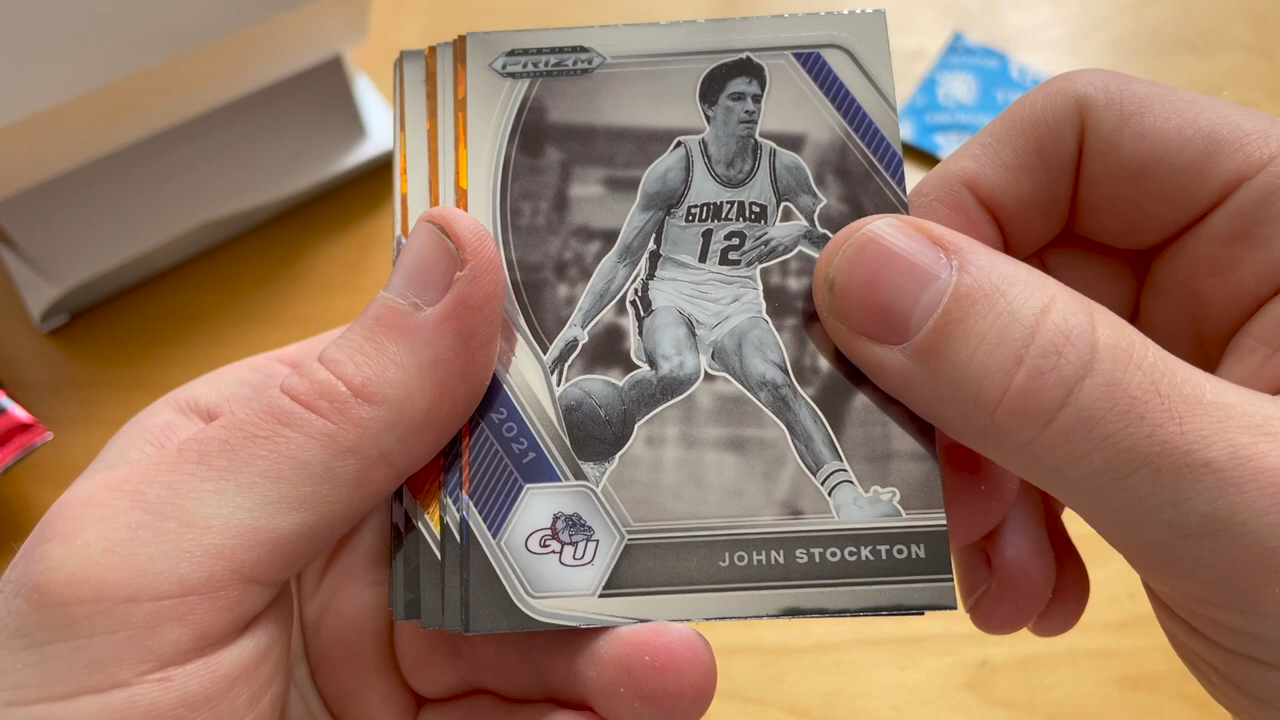 PANINI
PRIZM
DRAFT PICKS
GONZAGA
12
2021
GU
JOHN STOCKTON